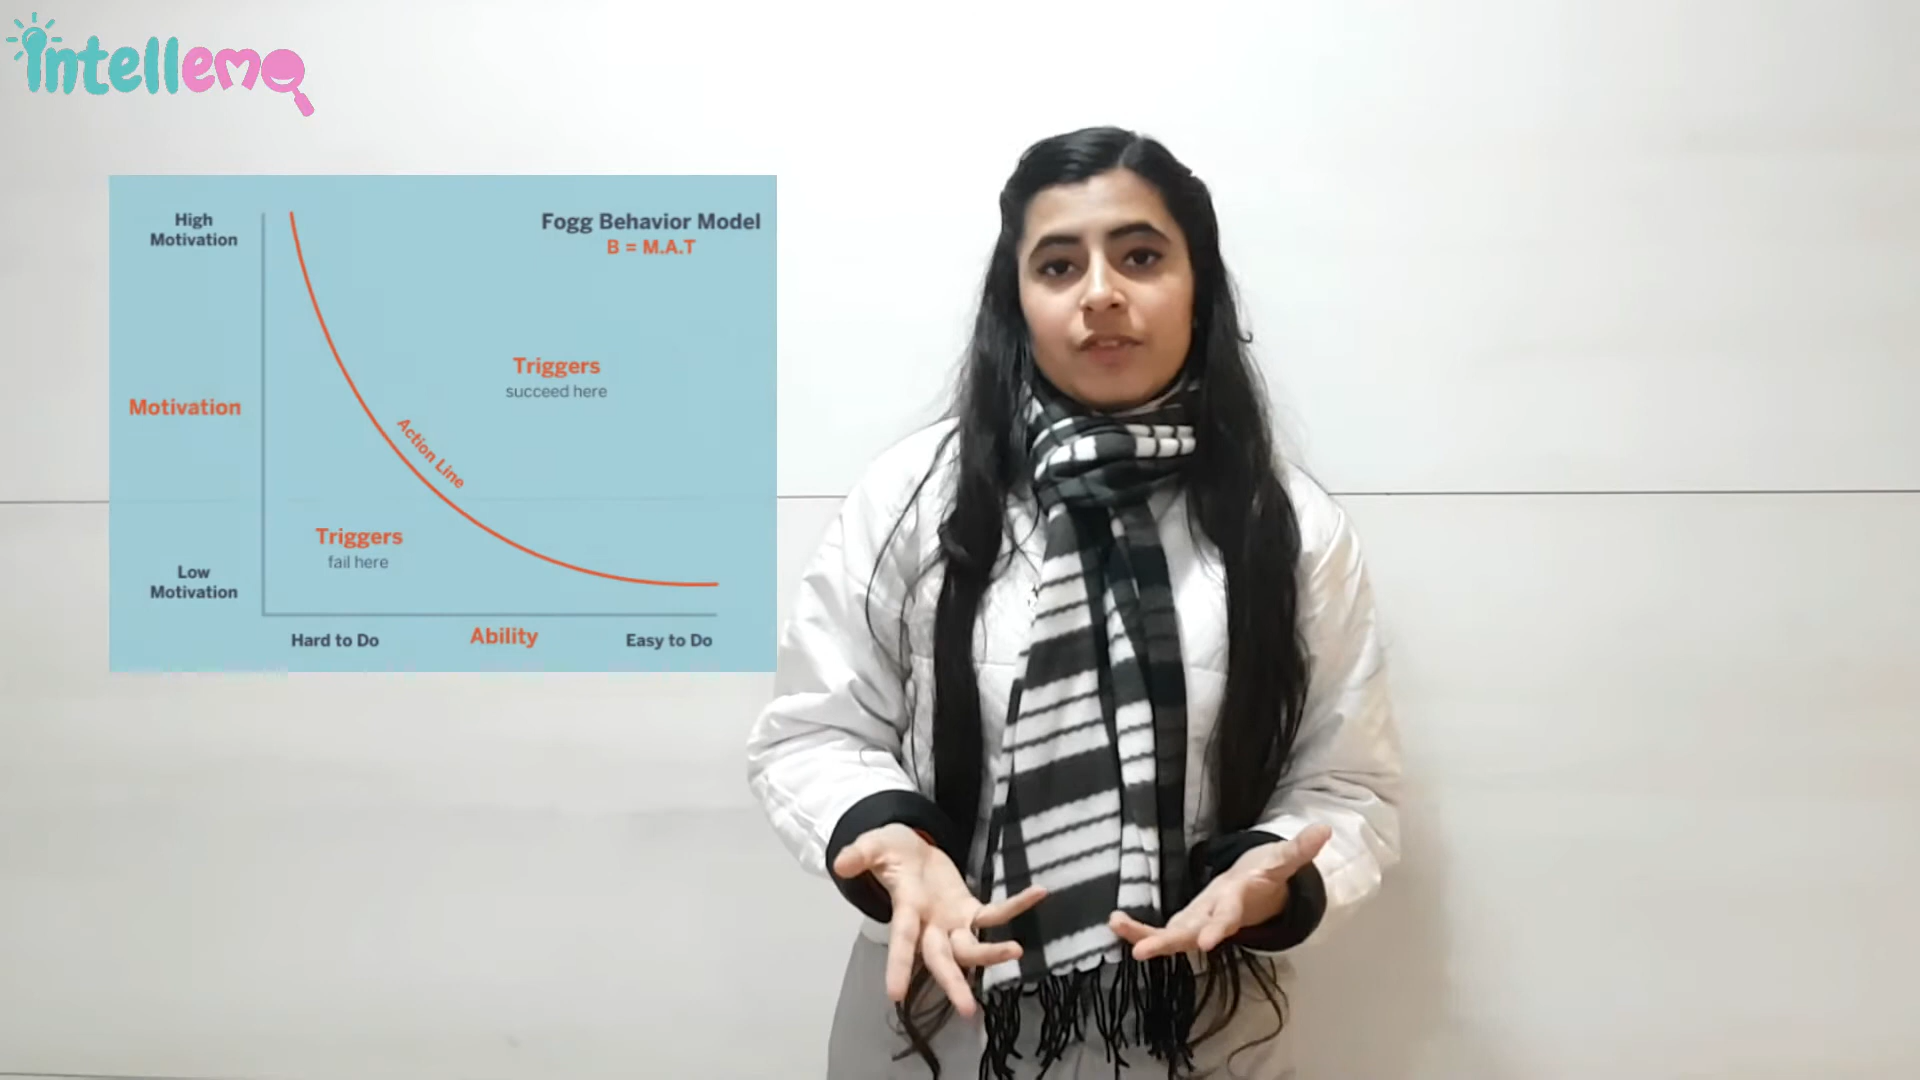 intellemo
High
Motivation
Fogg Behavior Model
B = M.A.T
Triggers
succeed here
Motivation
Action Line
Triggers
fail here
Low
Motivation
Hard to Do
Ability
Easy to Do